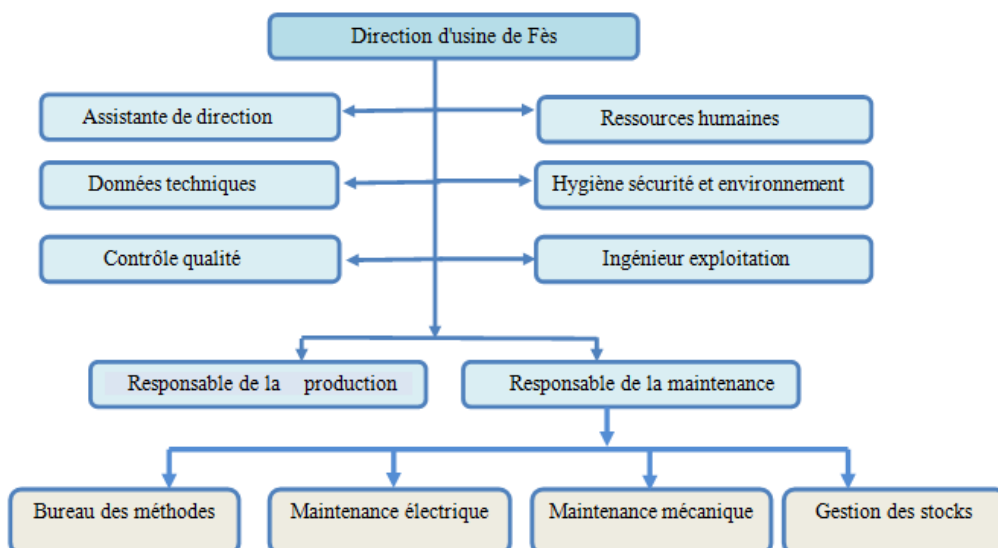 Direction d'usine de Fès
Assistante de direction
Ressources humaines
Données techniques
Hygiène sécurité et environnement
Contrôle qualité
Ingénieur exploitation
Responsable de la production
Responsable de la maintenance
Bureau des méthodes
Maintenance électrique
Maintenance mécanique
Gestion des stocks